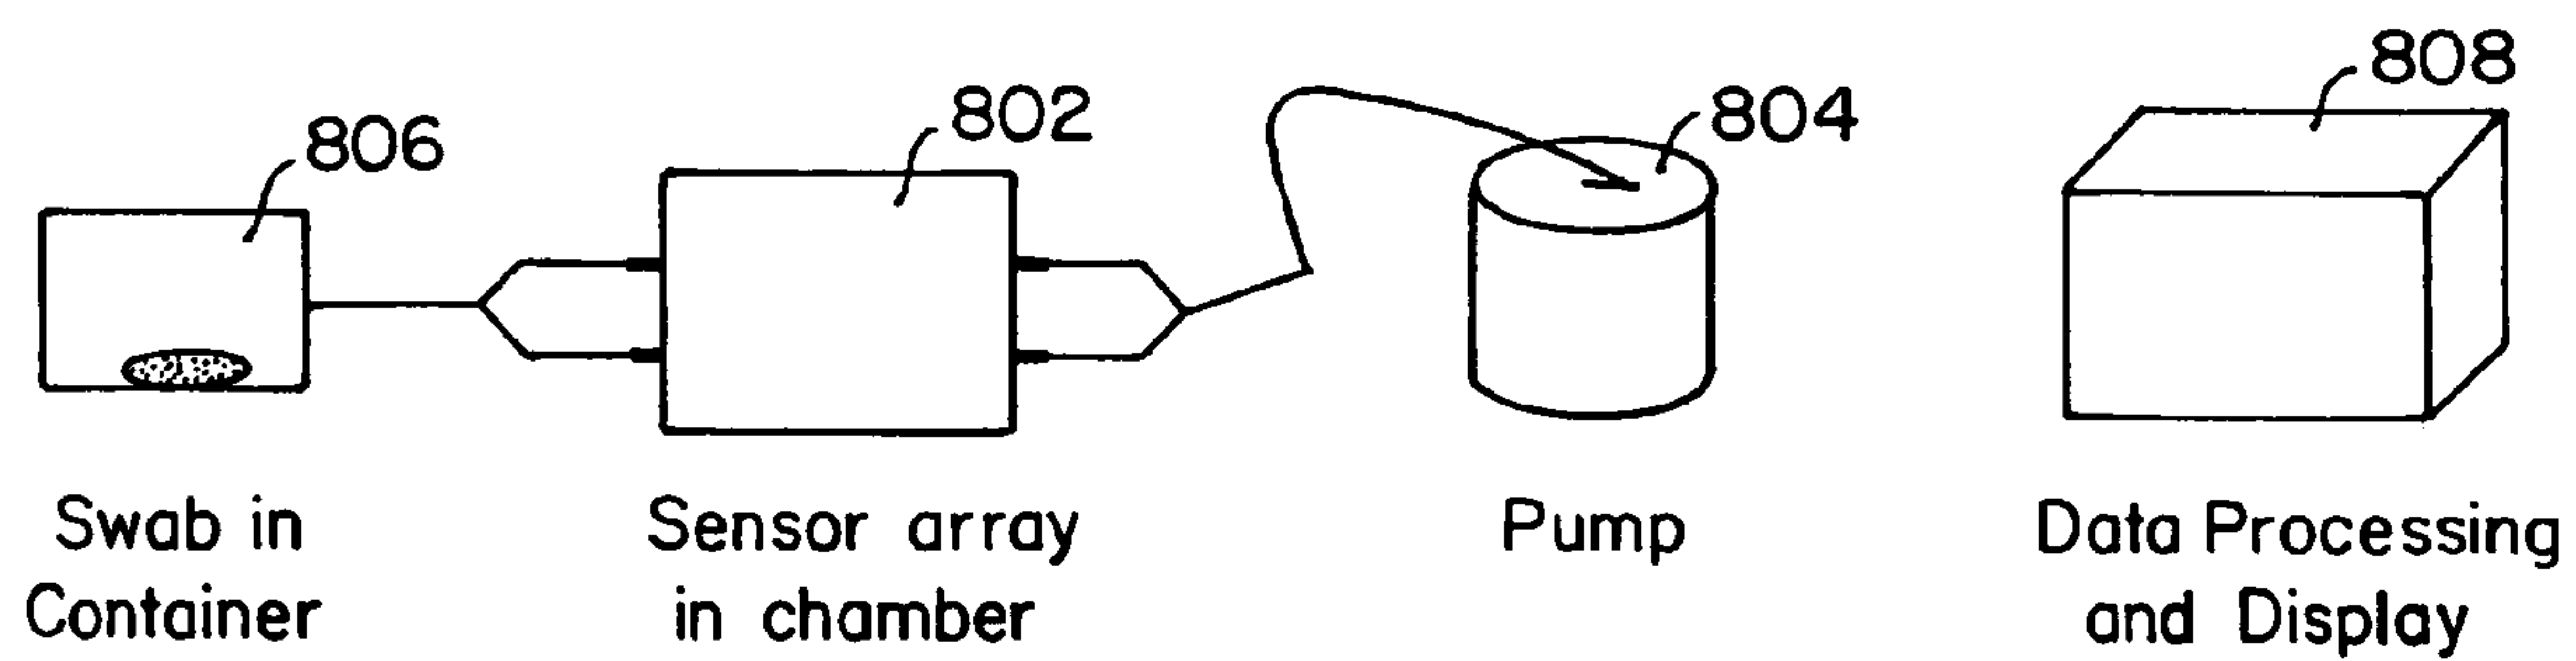 806
802
804
808
Swab in
Container
Sensor array
in chamber
Pump
Data Processing
and Display